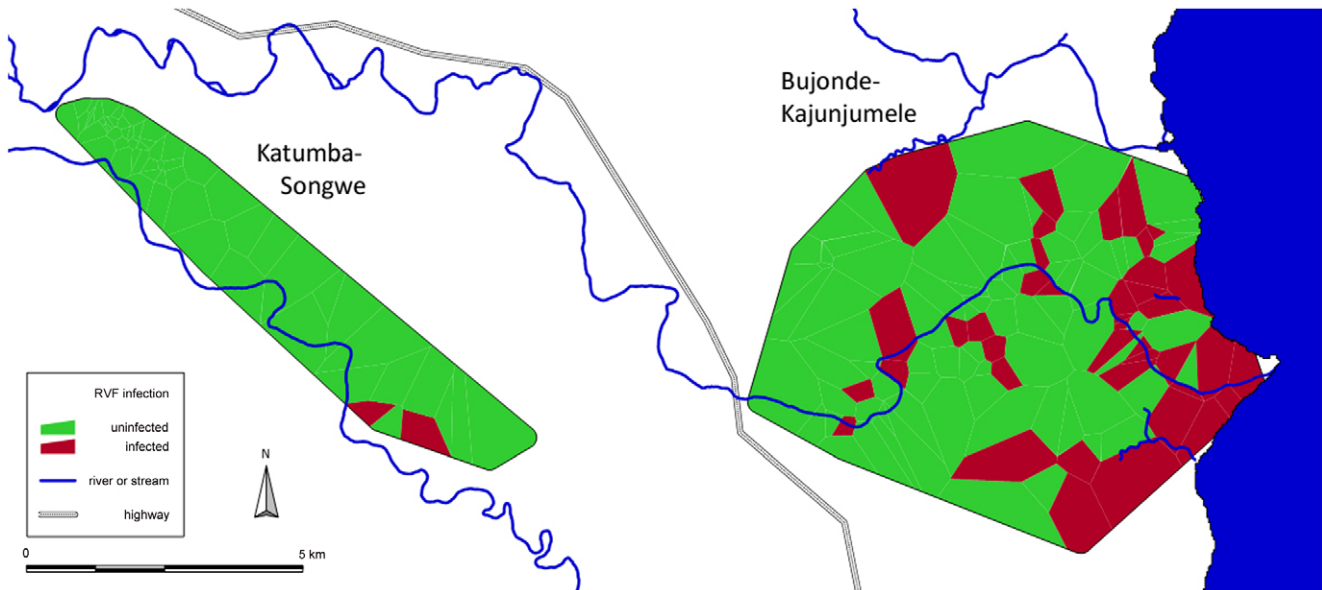 Katumba-
Songwe
Bujonde-
Kajunjumele
RVF infection
uninfected
infected
river or stream
highway
N
0
5 km